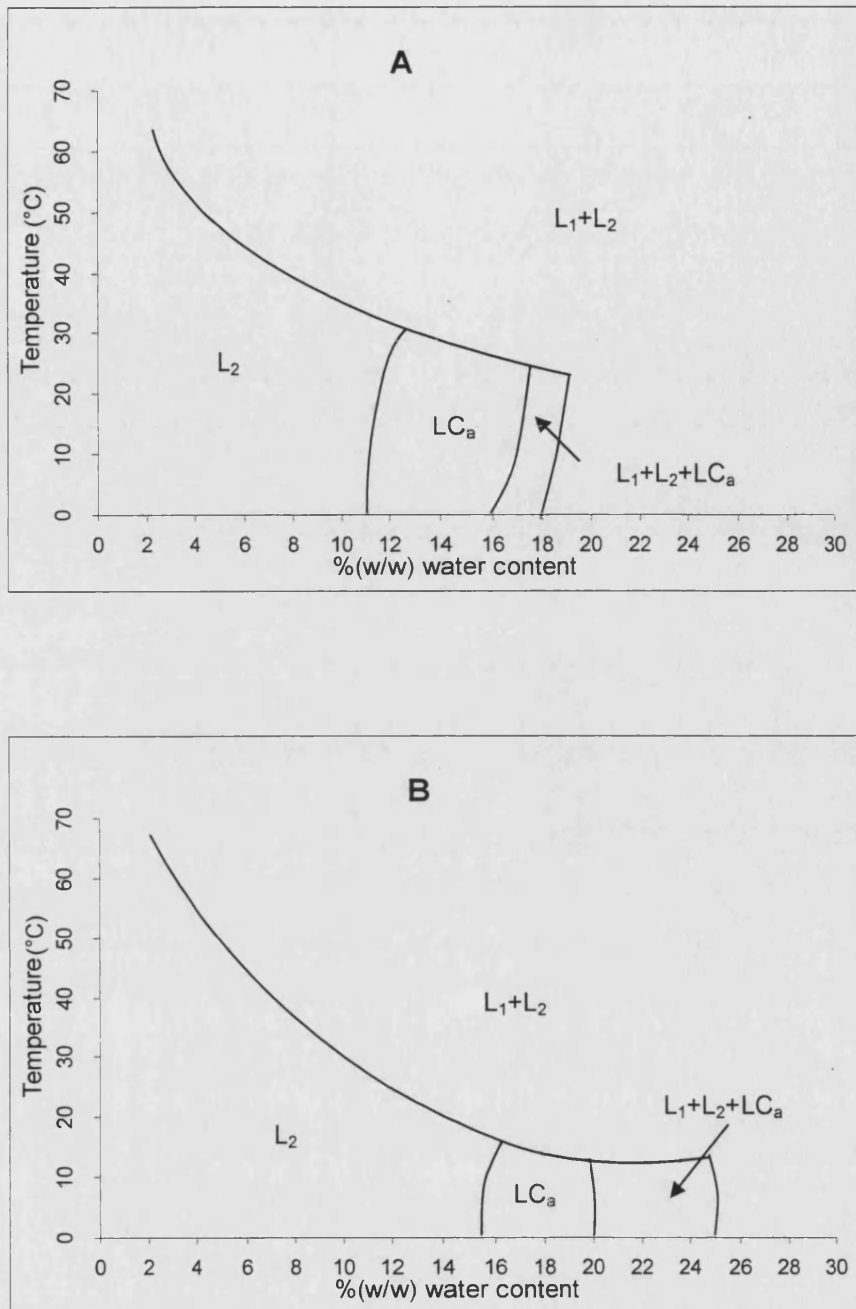 A
70
60
50
40
30
20
10
0
Temperature (°C)
L₁+L₂
L₂
LCₐ
L₁+L₂+LCₐ
0 2 4 6 8 10 12 14 16 18 20 22 24 26 28 30
%(w/w) water content
B
70
60
50
40
30
20
10
0
Temperature (°C)
L₁+L₂
L₁+L₂+LCₐ
L₂
LCₐ
0 2 4 6 8 10 12 14 16 18 20 22 24 26 28 30
%(w/w) water content